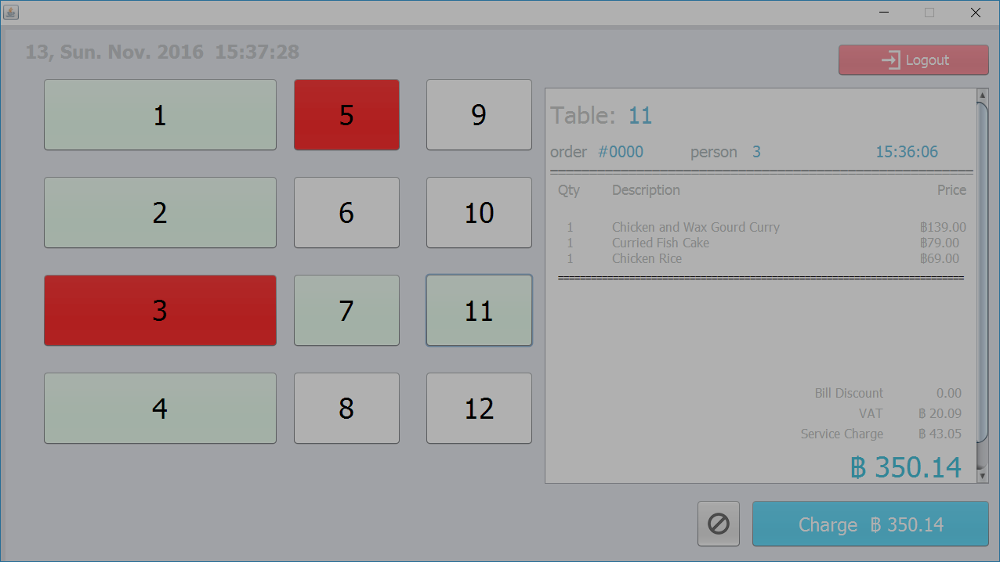 13, Sun. Nov. 2016 15:37:28
Logout
1
5
9
2
6
10
3
7
11
4
8
12
Table: 11
order #0000 person 3 15:36:06
Qty Description Price
1 Chicken and Wax Gourd Curry ฿139.00
1 Curried Fish Cake ฿79.00
1 Chicken Rice ฿69.00
Bill Discount 0.00
VAT ฿ 20.09
Service Charge ฿ 43.05
฿ 350.14
Charge ฿ 350.14